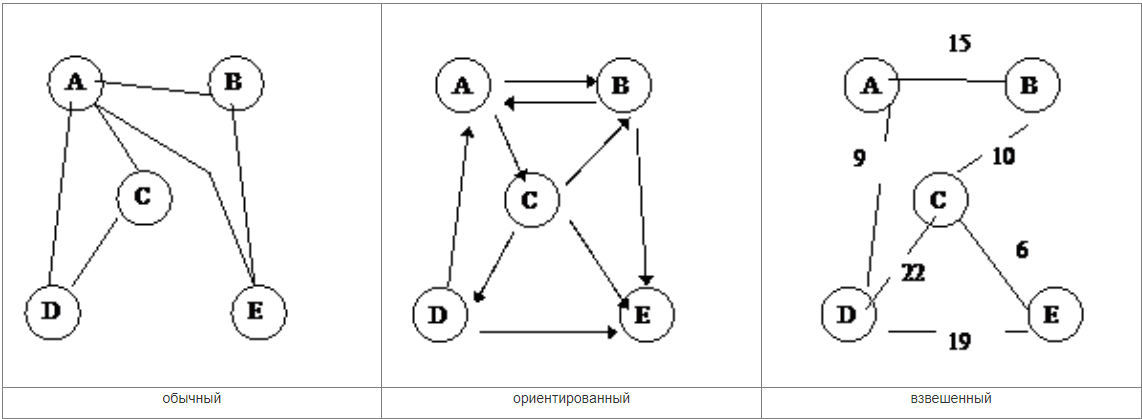 A B
C
D E
A B
C
D E
15
A B
9 10
C
6
22
D E
19
обычный ориентированный взвешенный